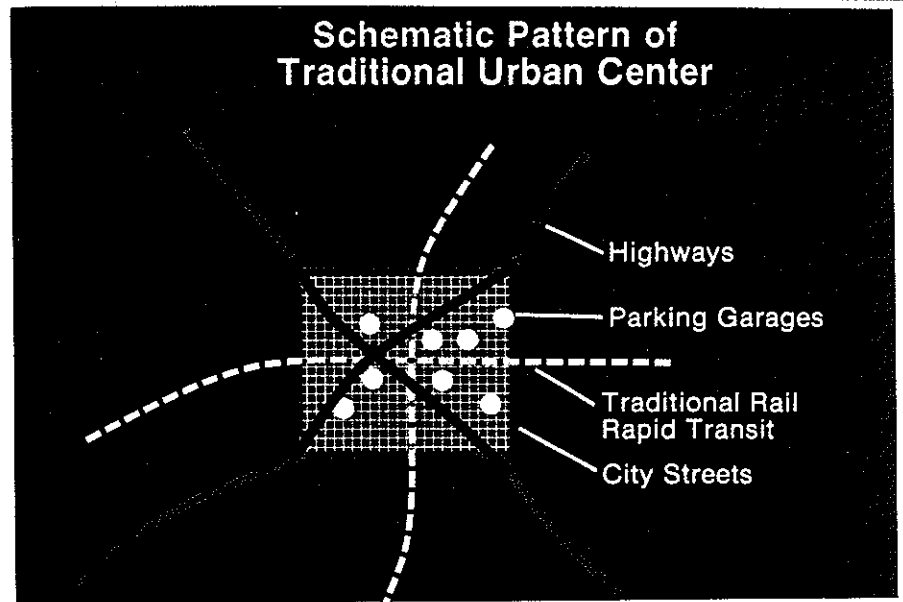 Schematic Pattern of
Traditional Urban Center
Highways
Parking Garages
Traditional Rail
Rapid Transit
City Streets